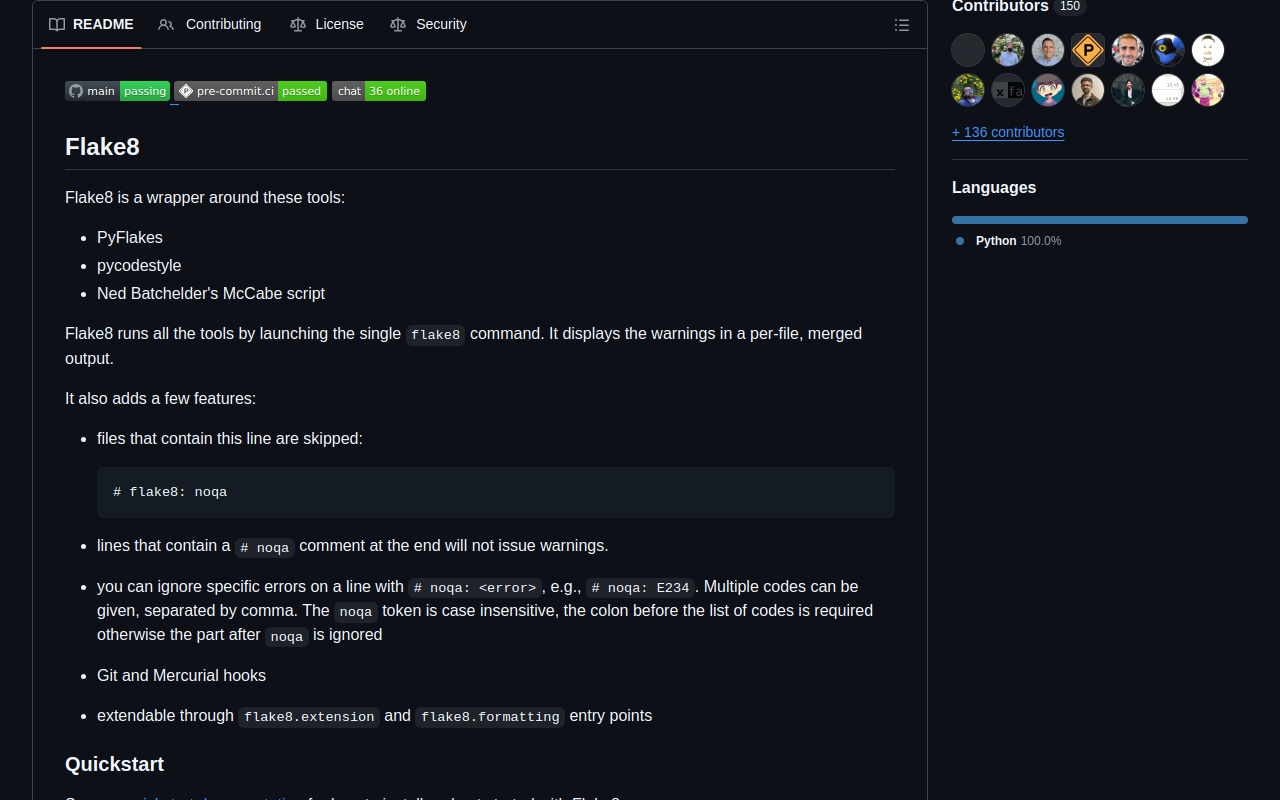 README
Contributing
License
Security
main passing
pre-commit.ci passed
chat 36 online
Flake8
Flake8 is a wrapper around these tools:
PyFlakes
pycodestyle
Ned Batchelder's McCabe script
Flake8 runs all the tools by launching the single flake8 command. It displays the warnings in a per-file, merged
output.
It also adds a few features:
files that contain this line are skipped:
# flake8: noqa
lines that contain a # noqa comment at the end will not issue warnings.
you can ignore specific errors on a line with # noqa: <error>, e.g., # noqa: E234. Multiple codes can be
given, separated by comma. The noqa token is case insensitive, the colon before the list of codes is required
otherwise the part after noqa is ignored
Git and Mercurial hooks
extendable through flake8.extension and flake8.formatting entry points
Quickstart
Contributors 150
+ 136 contributors
Languages
Python 100.0%